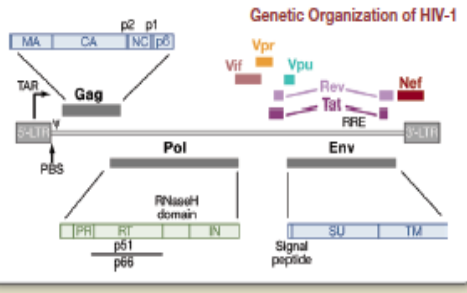 Genetic Organization of HIV-1
p2 p1
MA CA NC p6
Vpr
Vif Vpu
TAR
Gag
Rev Nef
Tat
RRE
5'-LTR ψ 3'-LTR
PBS
Pol Env
RNaseH
domain
PR RT IN
SU TM
p51
p66
Signal
peptide